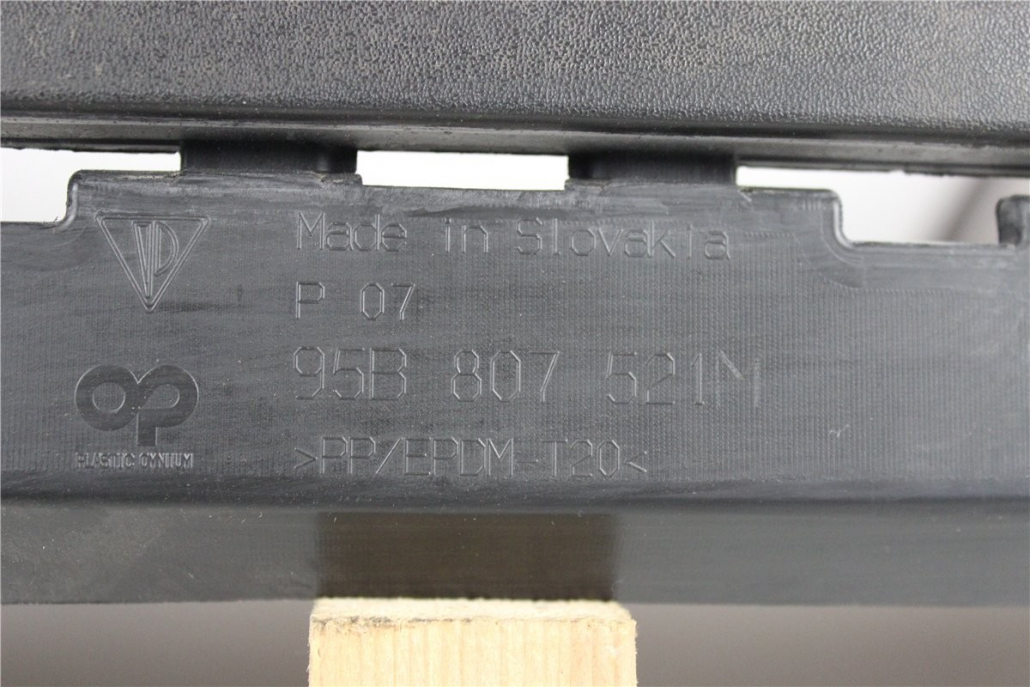 Made in Slovakia
P 07
95B 807 521M
>PP/EPDM-T20<
PLASTIC OMNIUM